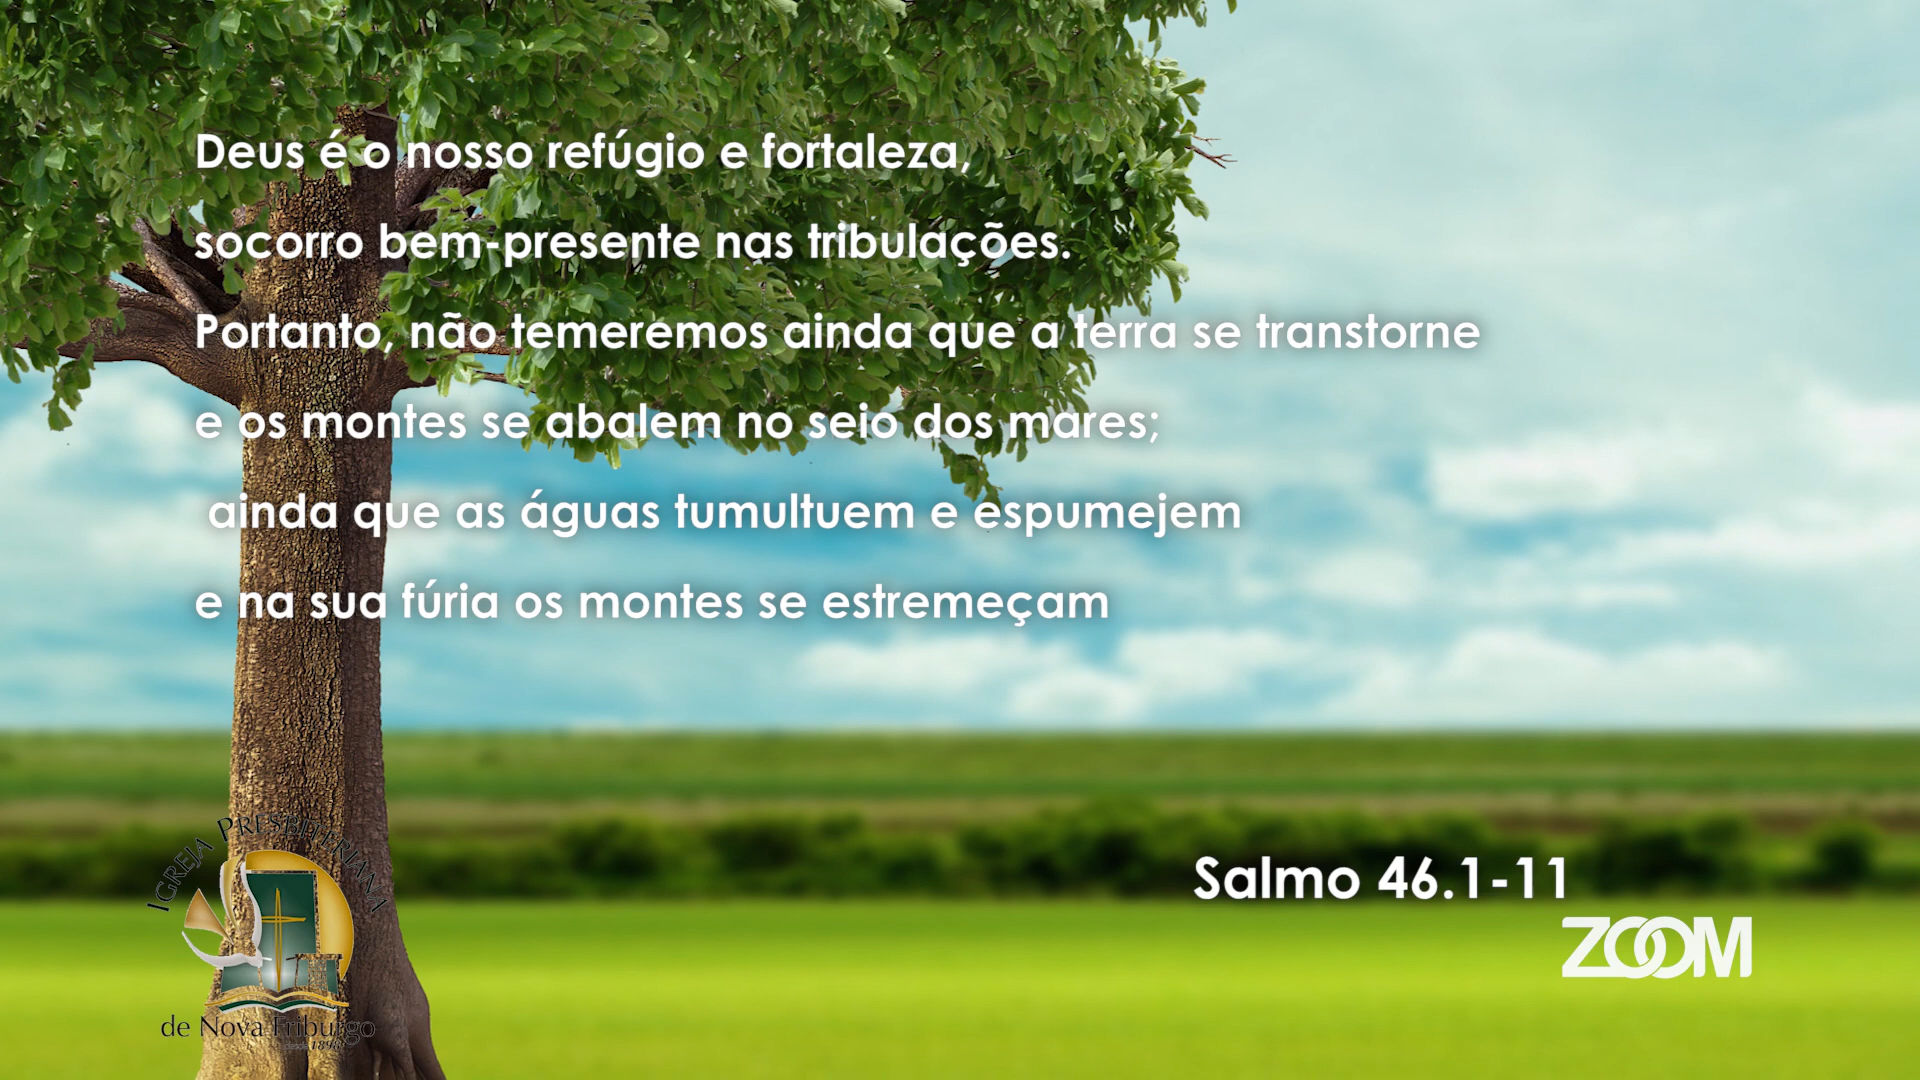 Deus é o nosso refúgio e fortaleza,
socorro bem-presente nas tribulações.
Portanto, não temeremos ainda que a terra se transtorne
e os montes se abalem no seio dos mares;
ainda que as águas tumultuem e espumejem
e na sua fúria os montes se estremeçam
Salmo 46.1-11
ZOOM
IGREJA PRESBITERIANA
de Nova Friburgo